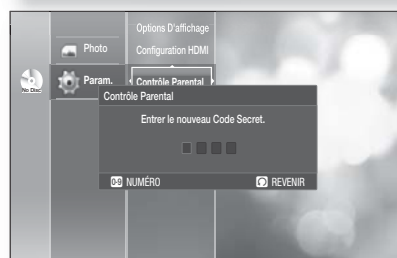 Options D'affichage
Photo
Configuration HDMI
No Disc
Param.
Contrôle Parental
Contrôle Parental
Entrer le nouveau Code Secret.
0-9 NUMÉRO
REVENIR